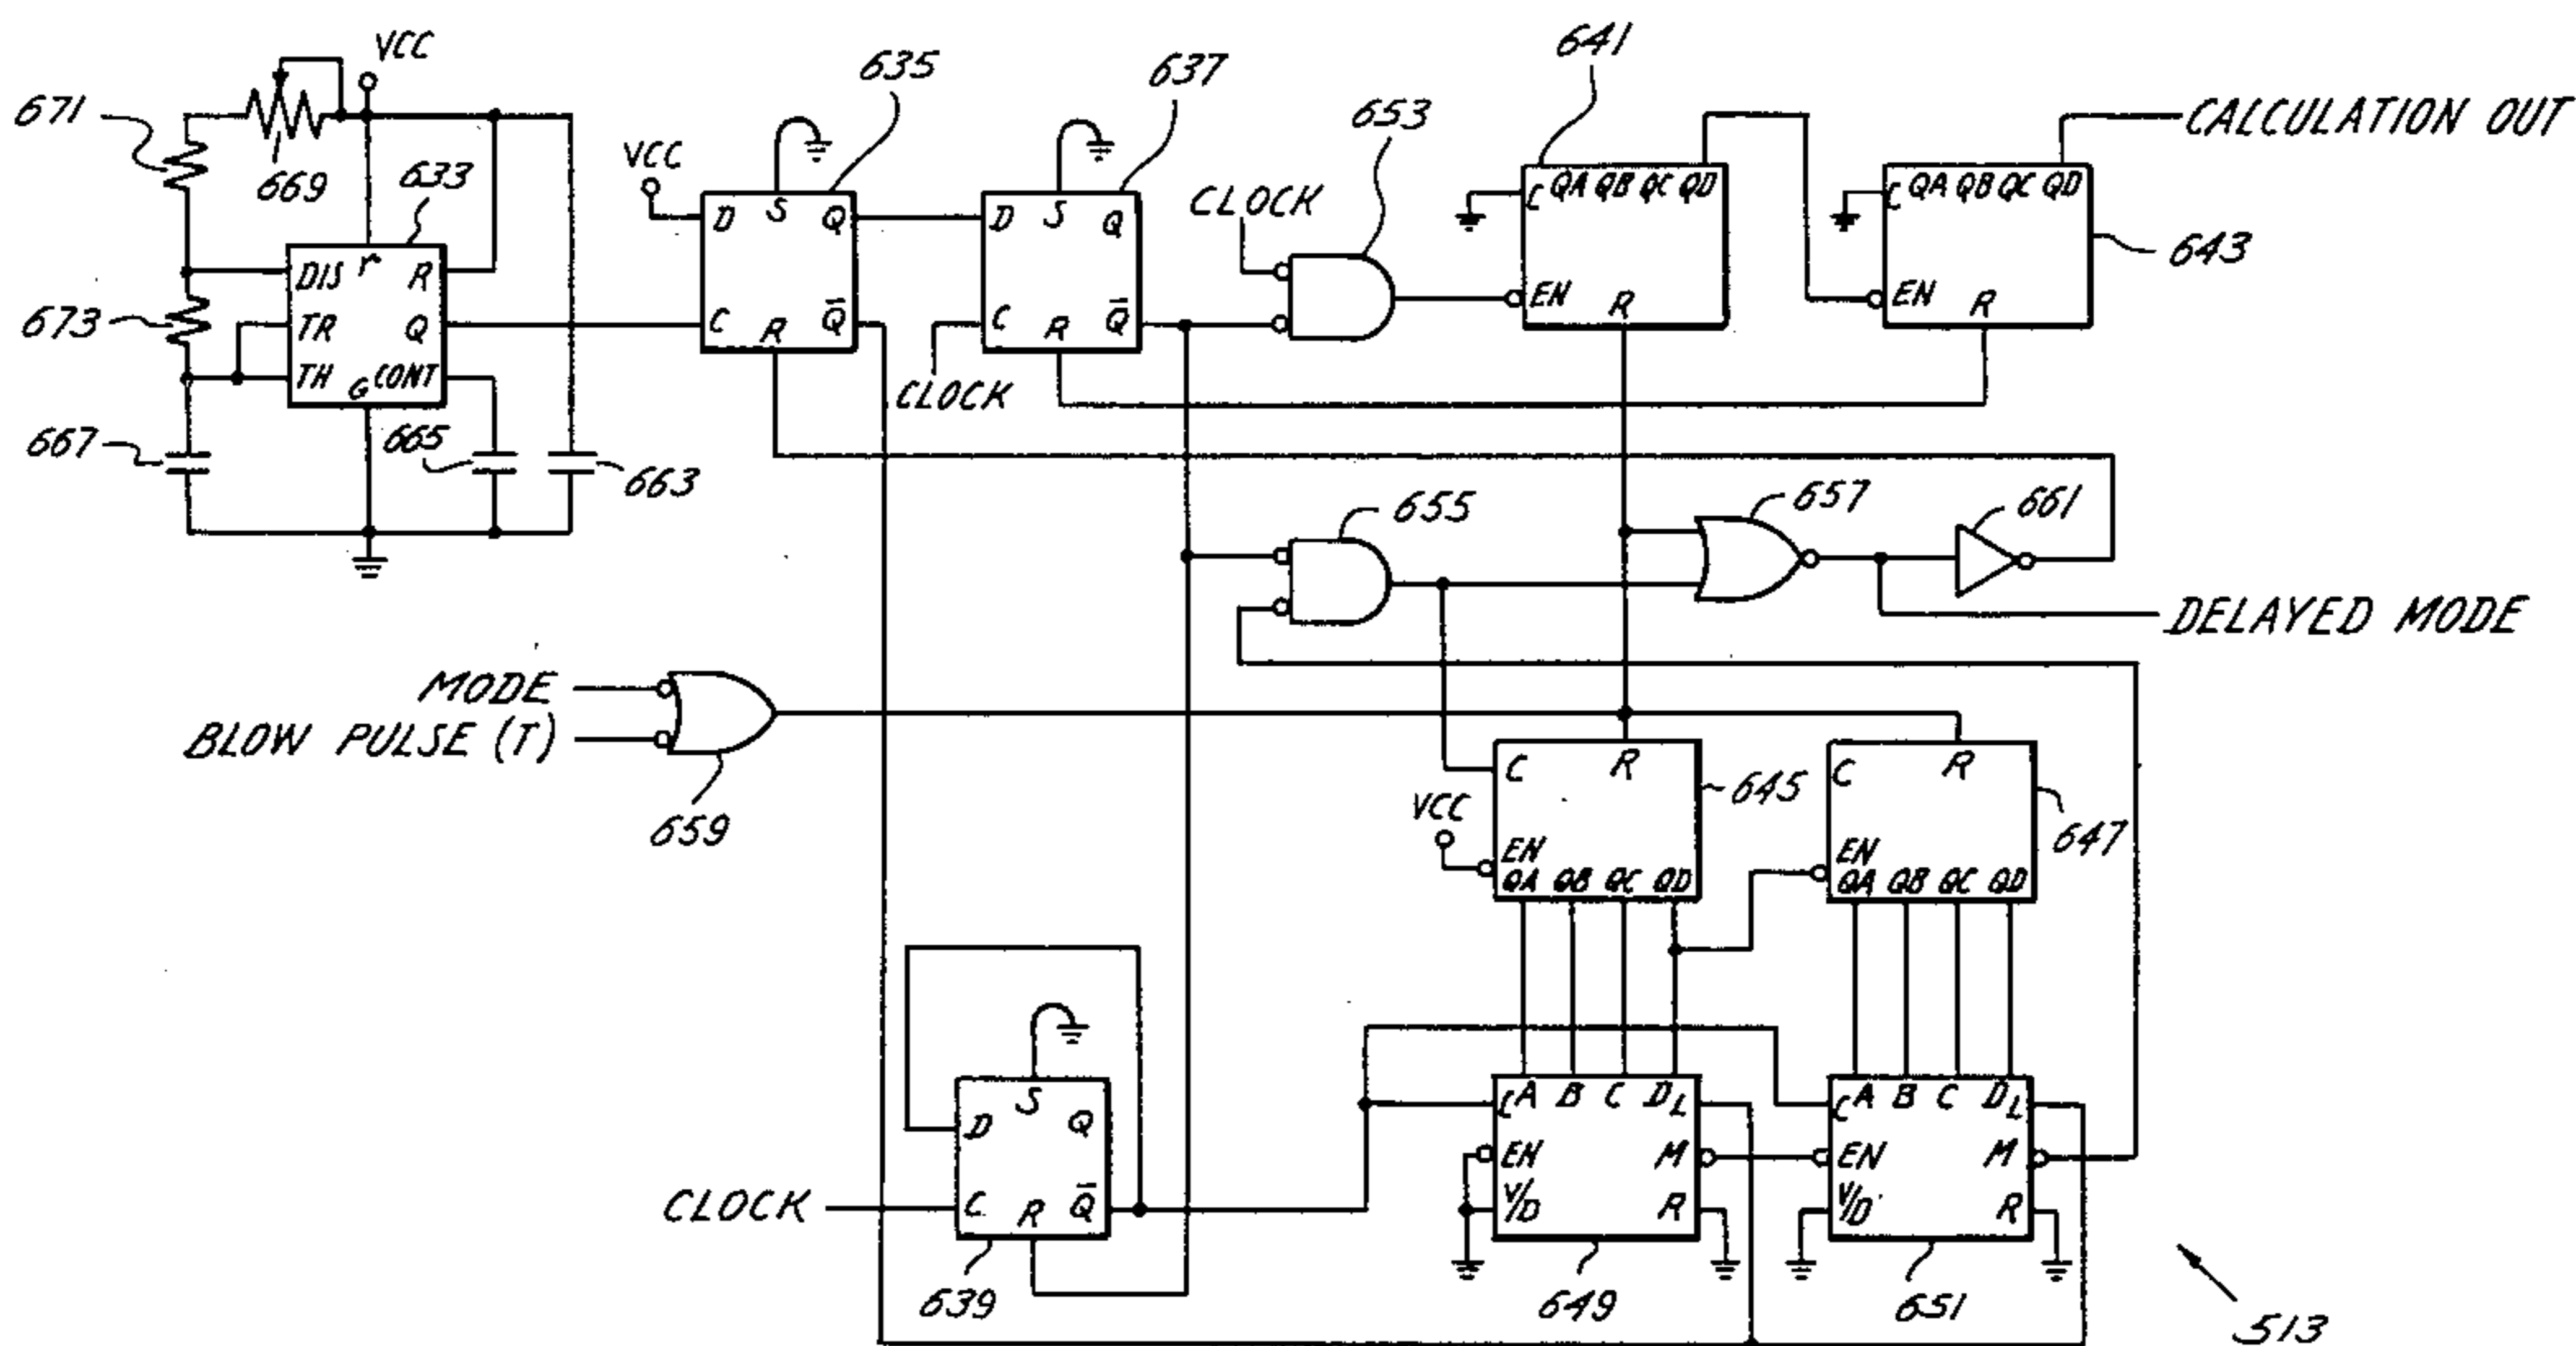 VCC
671
669
633
DIS r R
673
TR Q
TH G CONT
667
665
663
635
VCC
D S Q
C R Q̅
637
D S Q
C R Q̅
CLOCK
CLOCK
653
641
C QA QB QC QD
EN R
CALCULATION OUT
C QA QB QC QD
EN R
643
655
657
661
DELAYED MODE
MODE
BLOW PULSE (T)
659
C R
645
VCC
EN
QA QB QC QD
C R
647
EN
QA QB QC QD
D S Q
C R Q̅
CLOCK
639
C A B C D L
EN M
V/D R
649
C A B C D L
EN M
V/D R
651
513